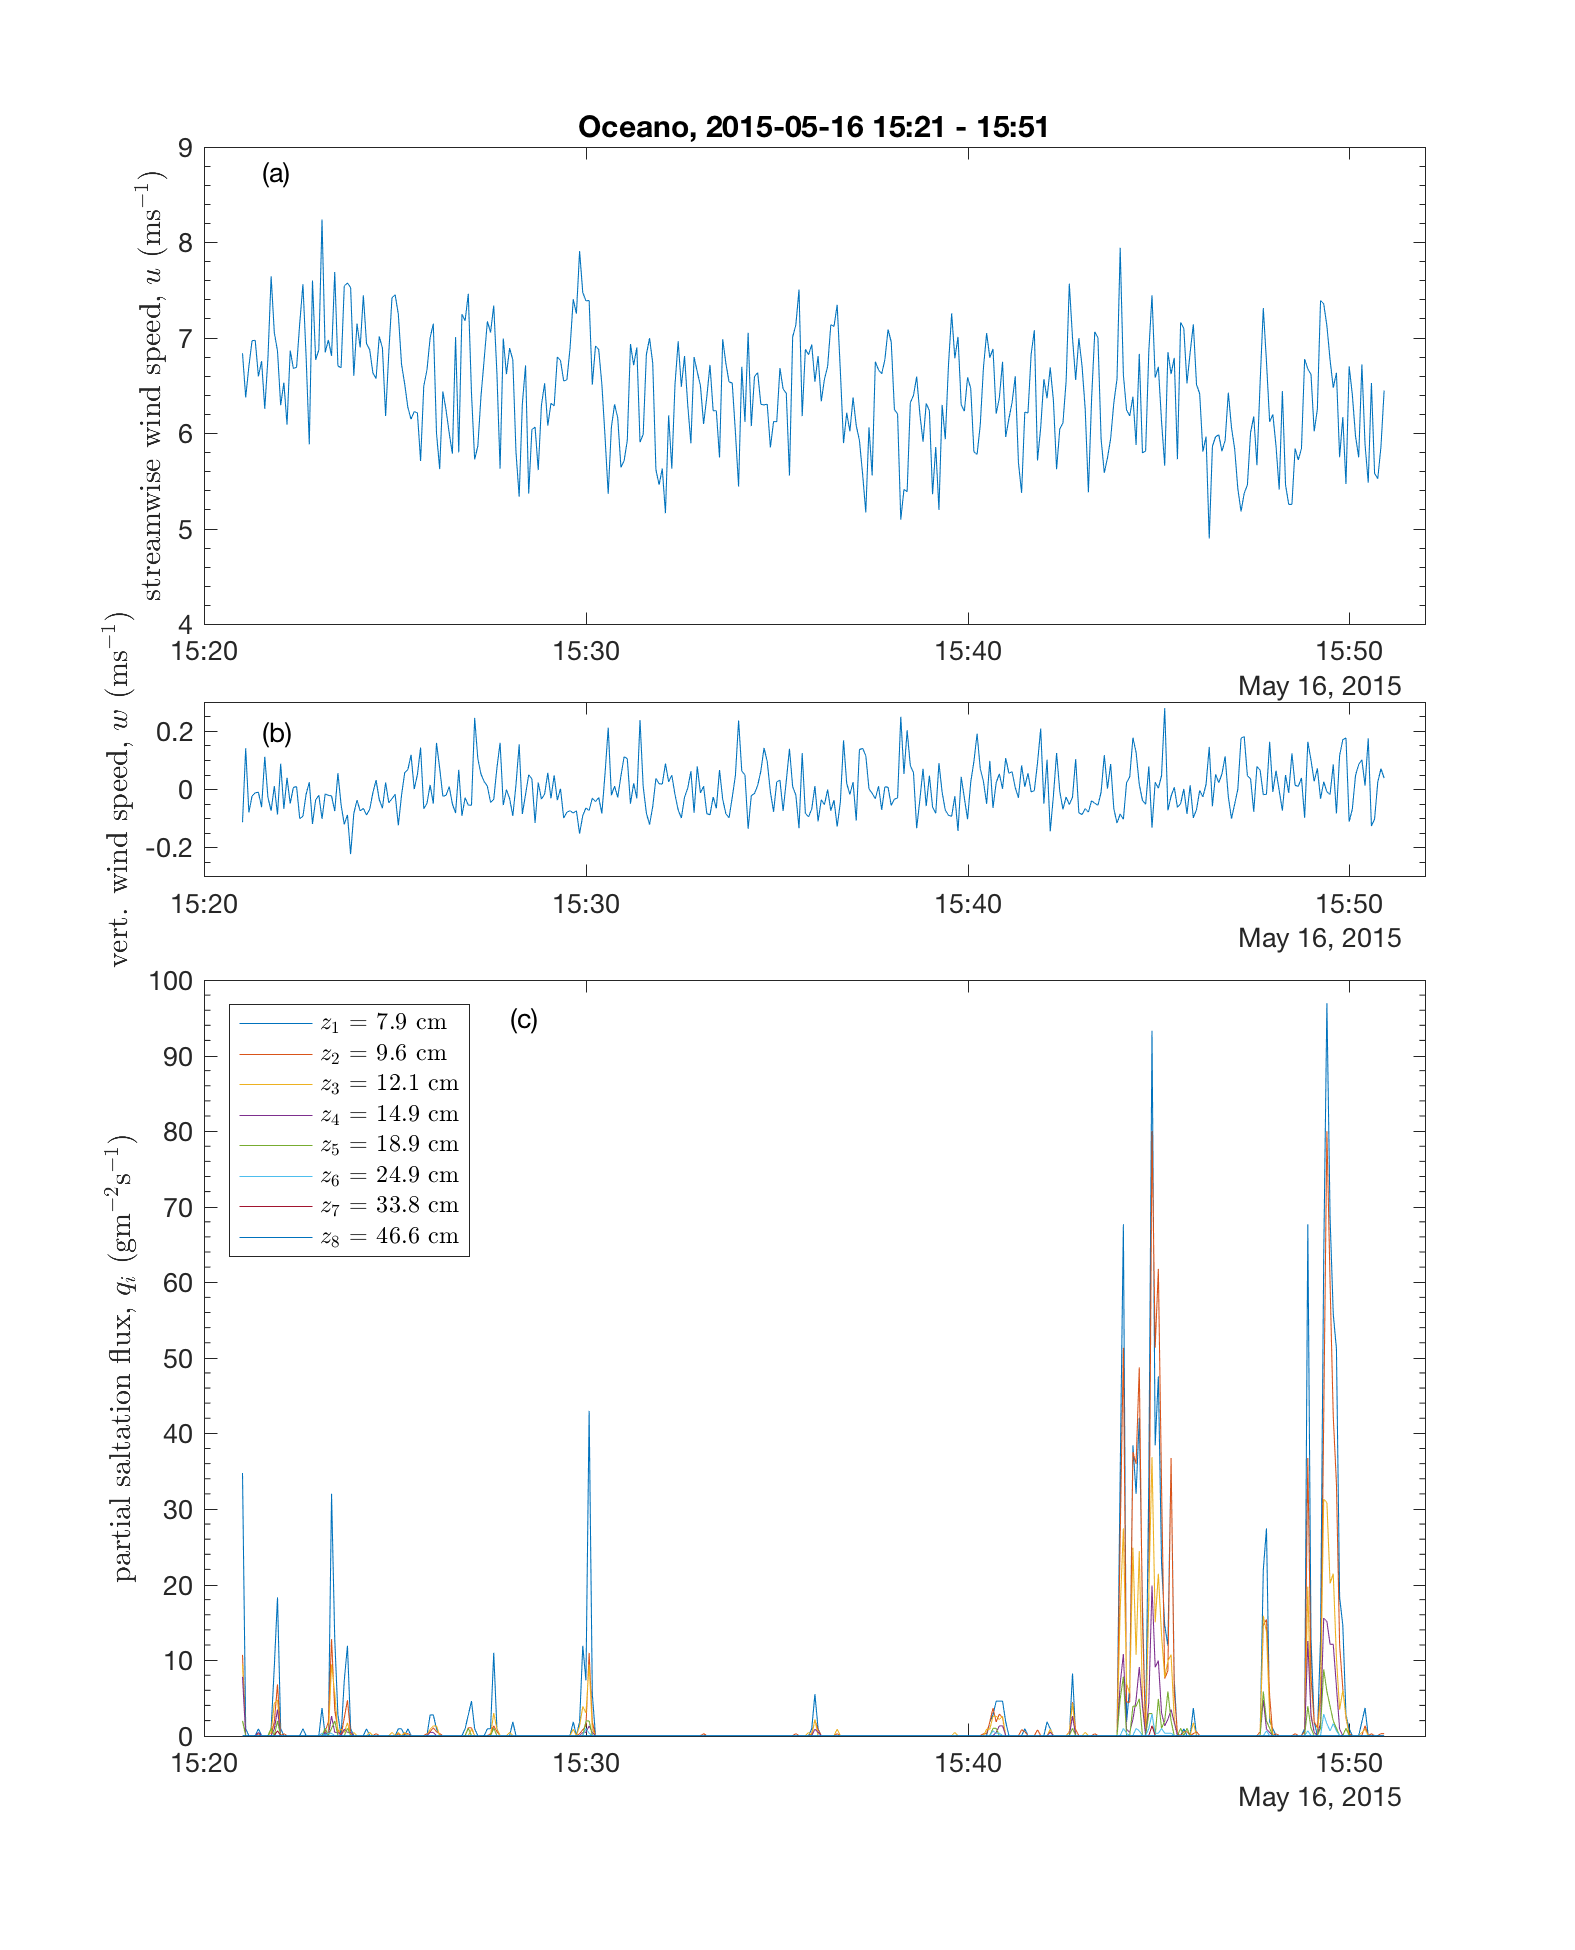 Oceano, 2015-05-16 15:21 - 15:51
(a)
streamwise wind speed, u (ms⁻¹)
9
8
7
6
5
4
15:20 15:30 15:40 15:50
May 16, 2015
(b)
vert. wind speed, w (ms⁻¹)
0.2
0
-0.2
15:20 15:30 15:40 15:50
May 16, 2015
(c)
partial saltation flux, qᵢ (gm⁻²s⁻¹)
100
90
80
70
60
50
40
30
20
10
0
z₁ = 7.9 cm
z₂ = 9.6 cm
z₃ = 12.1 cm
z₄ = 14.9 cm
z₅ = 18.9 cm
z₆ = 24.9 cm
z₇ = 33.8 cm
z₈ = 46.6 cm
15:20 15:30 15:40 15:50
May 16, 2015